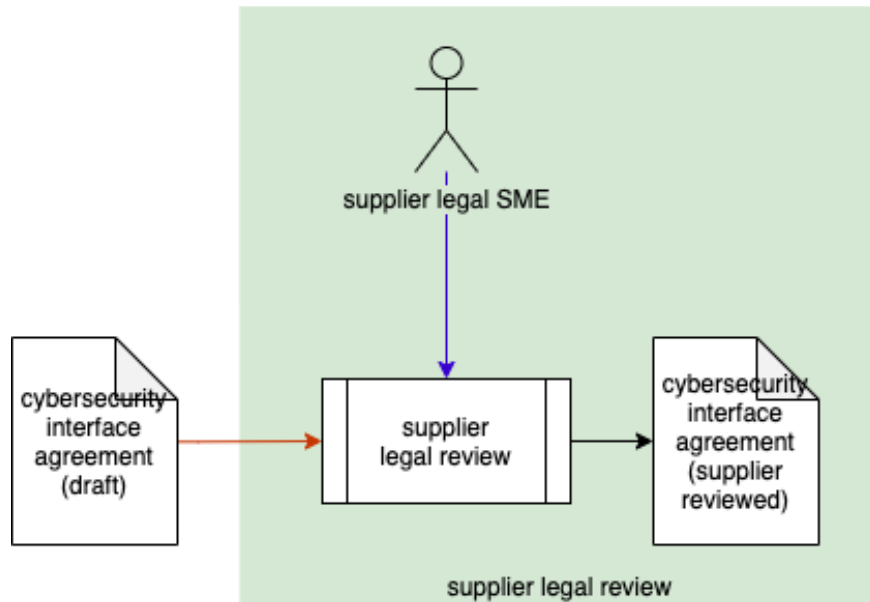 supplier legal SME
cybersecurity
interface
agreement
(draft)
supplier
legal review
cybersecurity
interface
agreement
(supplier
reviewed)
supplier legal review